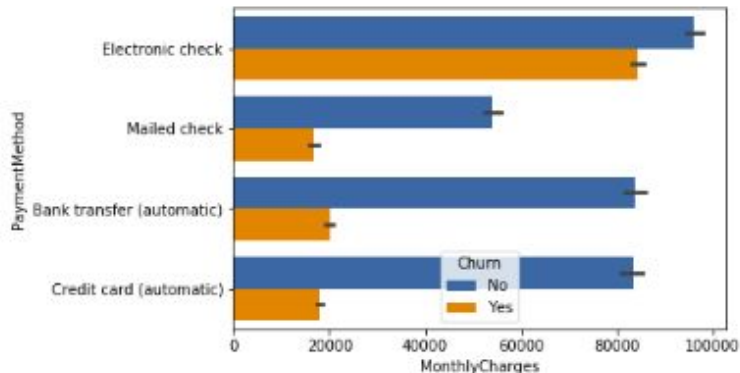 Electronic check
Mailed check
Bank transfer (automatic)
Credit card (automatic)
PaymentMethod
Churn
No
Yes
0 20000 40000 60000 80000 100000
MonthlyCharges